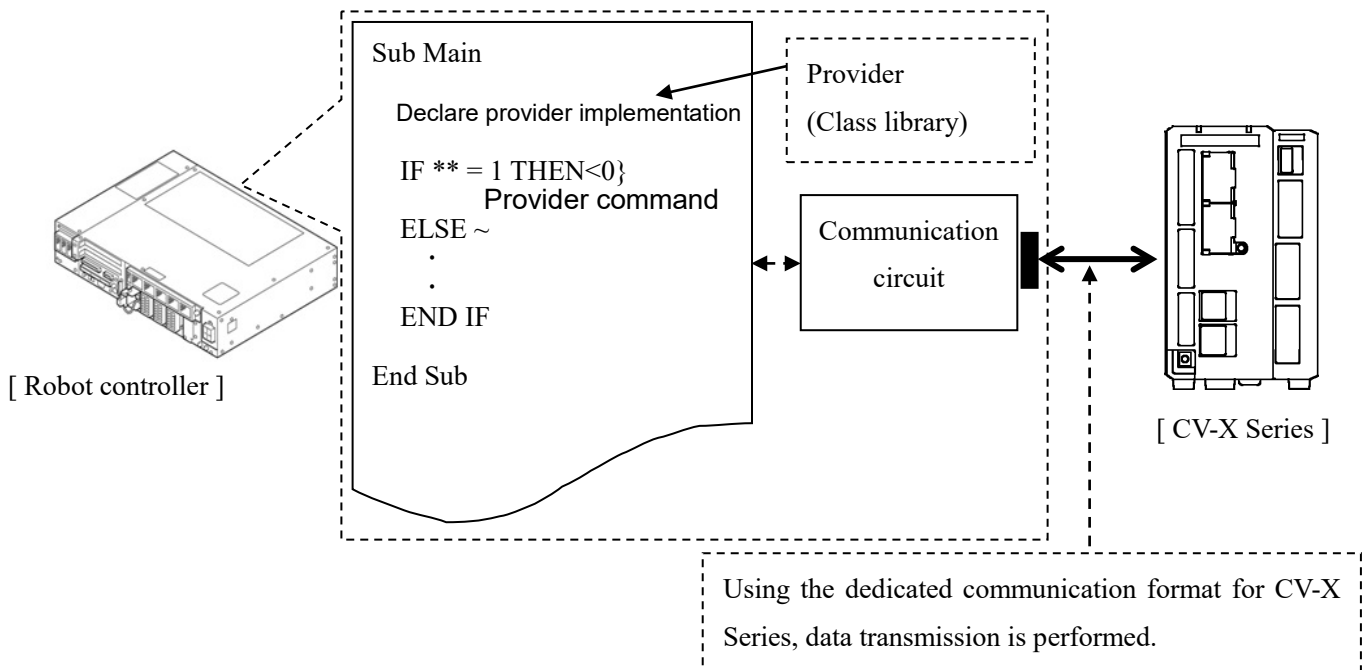 Sub Main
Declare provider implementation
IF ** = 1 THEN<0}
Provider command
ELSE ~
.
.
END IF
End Sub
Provider
(Class library)
Communication
circuit
[ Robot controller ]
[ CV-X Series ]
Using the dedicated communication format for CV-X
Series, data transmission is performed.